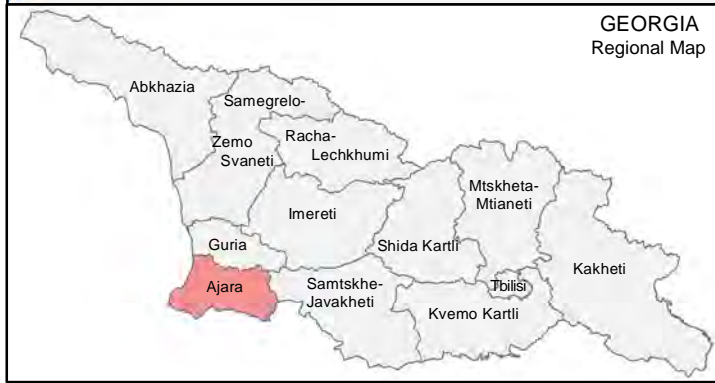 GEORGIA
Regional Map
Abkhazia
Samegrelo-
Zemo
Svaneti
Racha-
Lechkhumi
Mtskheta-
Mtianeti
Imereti
Shida Kartli
Guria
Kakheti
Ajara
Samtskhe-
Javakheti
Tbilisi
Kvemo Kartli